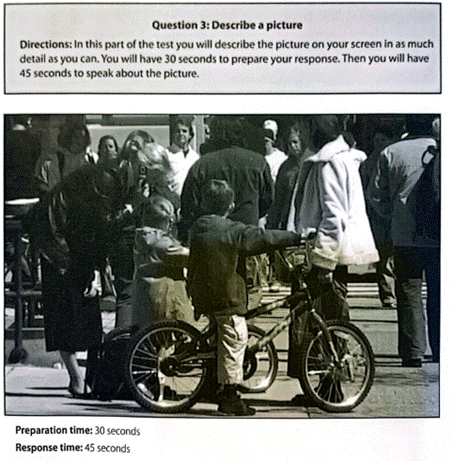 Question 3: Describe a picture
Directions: In this part of the test you will describe the picture on your screen in as much
detail as you can. You will have 30 seconds to prepare your response. Then you will have
45 seconds to speak about the picture.
Preparation time: 30 seconds
Response time: 45 seconds